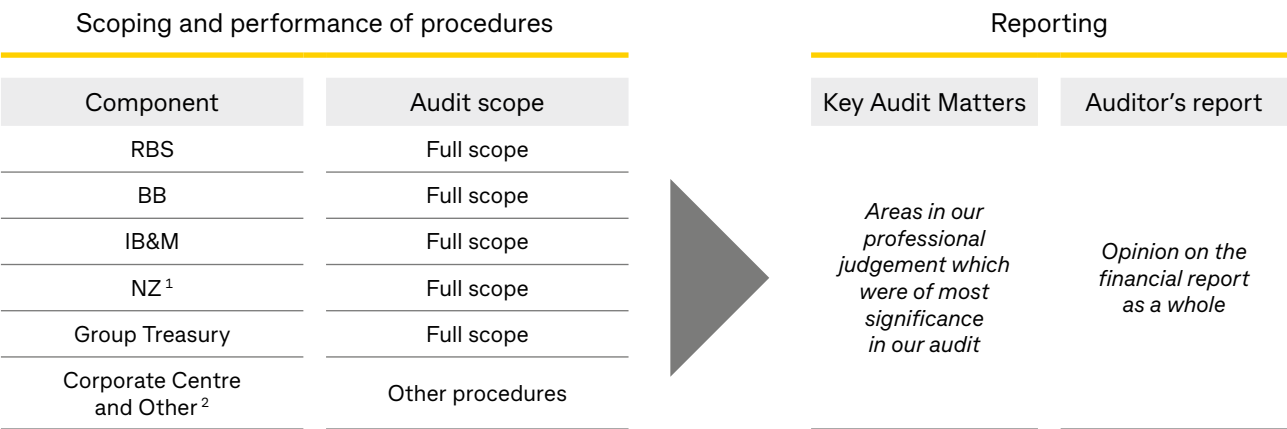 Scoping and performance of procedures
Reporting
Component
Audit scope
Key Audit Matters
Auditor’s report
RBS
Full scope
BB
Full scope
IB&M
Full scope
NZ 1
Full scope
Group Treasury
Full scope
Corporate Centre
and Other 2
Other procedures
Areas in our
professional
judgement which
were of most
significance
in our audit
Opinion on the
financial report
as a whole